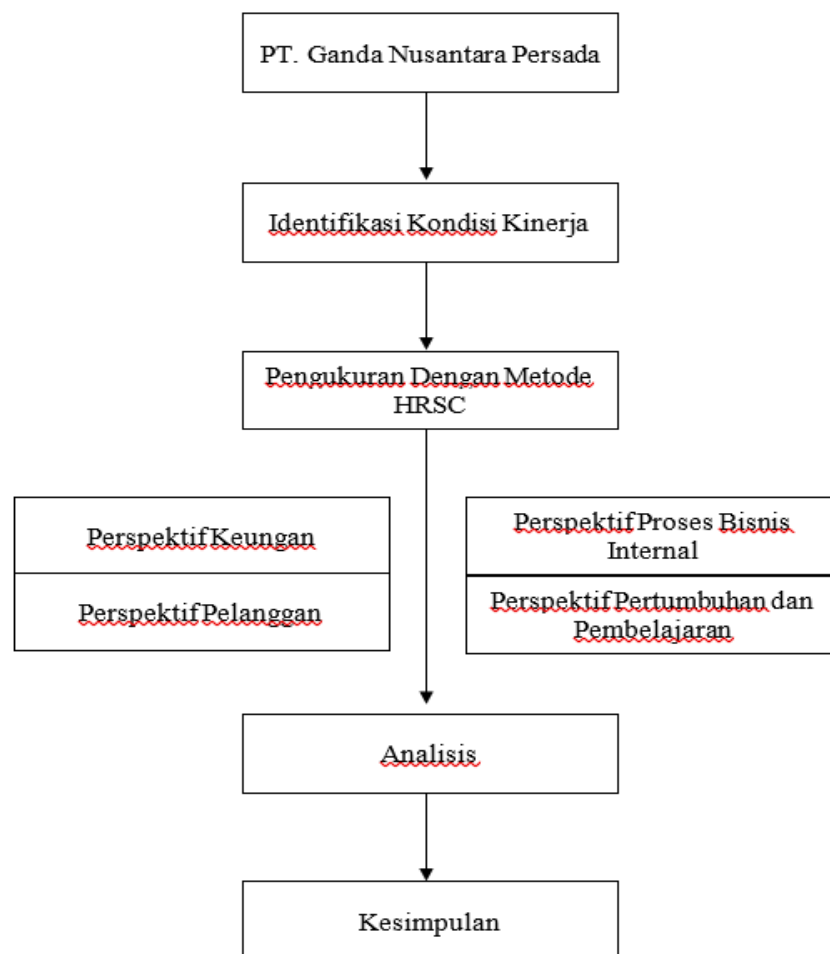 PT. Ganda Nusantara Persada
Identifikasi Kondisi Kinerja
Pengukuran Dengan Metode
HRSC
Perspektif Keungan
Perspektif Pelanggan
Perspektif Proses Bisnis
Internal
Perspektif Pertumbuhan dan
Pembelajaran
Analisis
Kesimpulan